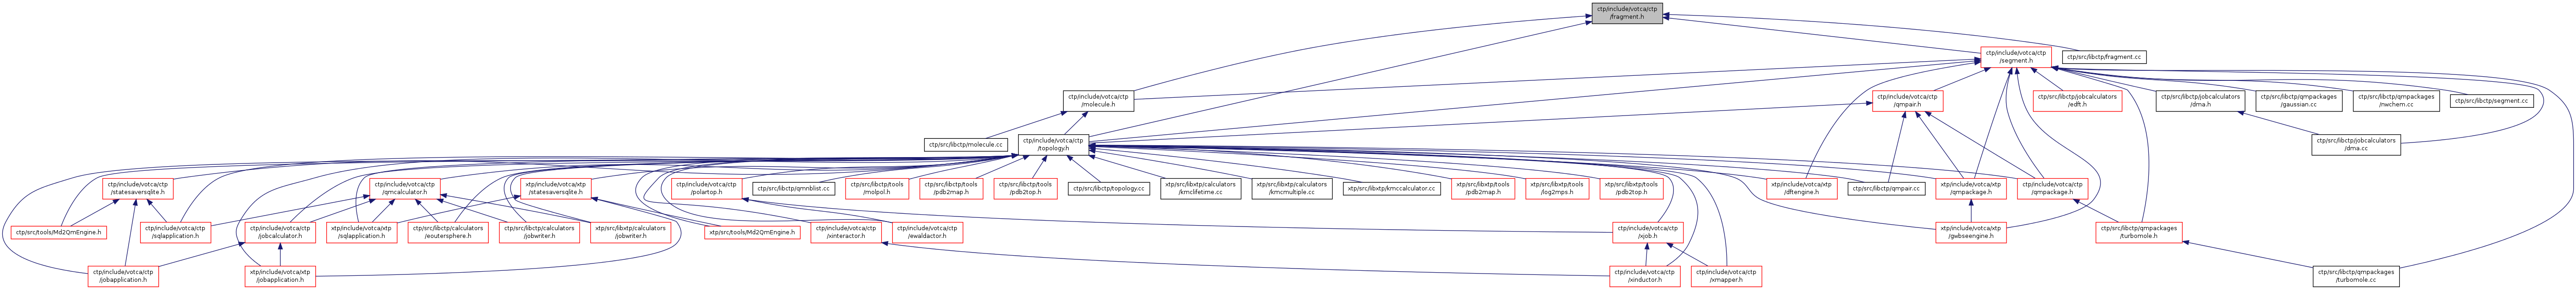 ctp/include/votca/ctp
/fragment.h
ctp/include/votca/ctp
/segment.h
ctp/src/libctp/fragment.cc
ctp/include/votca/ctp
/molecule.h
ctp/include/votca/ctp
/qmpair.h
ctp/src/libctp/jobcalculators
/edft.h
ctp/src/libctp/jobcalculators
/dma.h
ctp/src/libctp/qmpackages
/gaussian.cc
ctp/src/libctp/qmpackages
/nwchem.cc
ctp/src/libctp/segment.cc
ctp/src/libctp/molecule.cc
ctp/include/votca/ctp
/topology.h
ctp/src/libctp/jobcalculators
/dma.cc
ctp/include/votca/ctp
/statesaversqlite.h
ctp/include/votca/ctp
/qmcalculator.h
xtp/include/votca/xtp
/statesaversqlite.h
ctp/include/votca/ctp
/polartop.h
ctp/src/libctp/qmnblist.cc
ctp/src/libctp/tools
/molpol.h
ctp/src/libctp/tools
/pdb2map.h
ctp/src/libctp/tools
/pdb2top.h
ctp/src/libctp/topology.cc
xtp/src/libxtp/calculators
/kmclifetime.cc
xtp/src/libxtp/calculators
/kmcmultiple.cc
xtp/src/libxtp/kmccalculator.cc
xtp/src/libxtp/tools
/pdb2map.h
xtp/src/libxtp/tools
/log2mps.h
xtp/src/libxtp/tools
/pdb2top.h
xtp/include/votca/xtp
/dftengine.h
ctp/src/libctp/qmpair.cc
xtp/include/votca/xtp
/qmpackage.h
ctp/include/votca/ctp
/qmpackage.h
ctp/src/tools/Md2QmEngine.h
ctp/include/votca/ctp
/sqlapplication.h
ctp/include/votca/ctp
/jobcalculator.h
xtp/include/votca/xtp
/sqlapplication.h
ctp/src/libctp/calculators
/eoutersphere.h
ctp/src/libctp/calculators
/jobwriter.h
xtp/src/libxtp/calculators
/jobwriter.h
xtp/src/tools/Md2QmEngine.h
ctp/include/votca/ctp
/xinteractor.h
ctp/include/votca/ctp
/ewaldactor.h
ctp/include/votca/ctp
/xjob.h
xtp/include/votca/xtp
/gwbseengine.h
ctp/src/libctp/qmpackages
/turbomole.h
ctp/include/votca/ctp
/jobapplication.h
xtp/include/votca/xtp
/jobapplication.h
ctp/include/votca/ctp
/xinductor.h
ctp/include/votca/ctp
/xmapper.h
ctp/src/libctp/qmpackages
/turbomole.cc